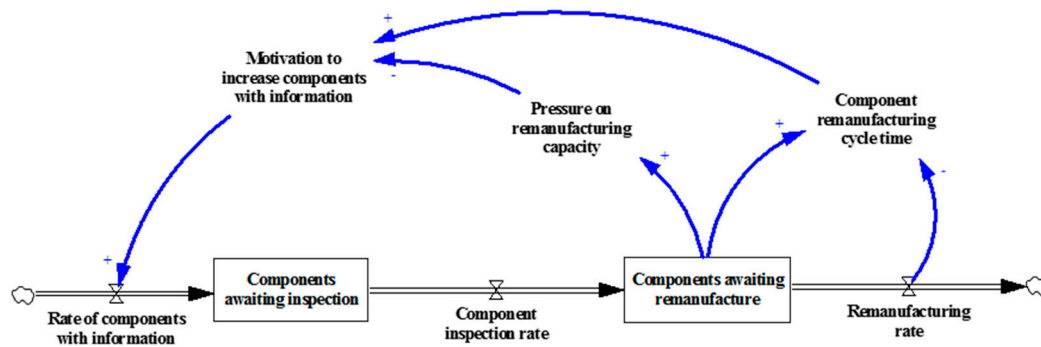 +
Motivation to
increase components
with information
-
Pressure on
remanufacturing
capacity
+
Component
remanufacturing
cycle time
+
-
+
Components
awaiting inspection
Components awaiting
remanufacture
Rate of components
with information
Component
inspection rate
Remanufacturing
rate